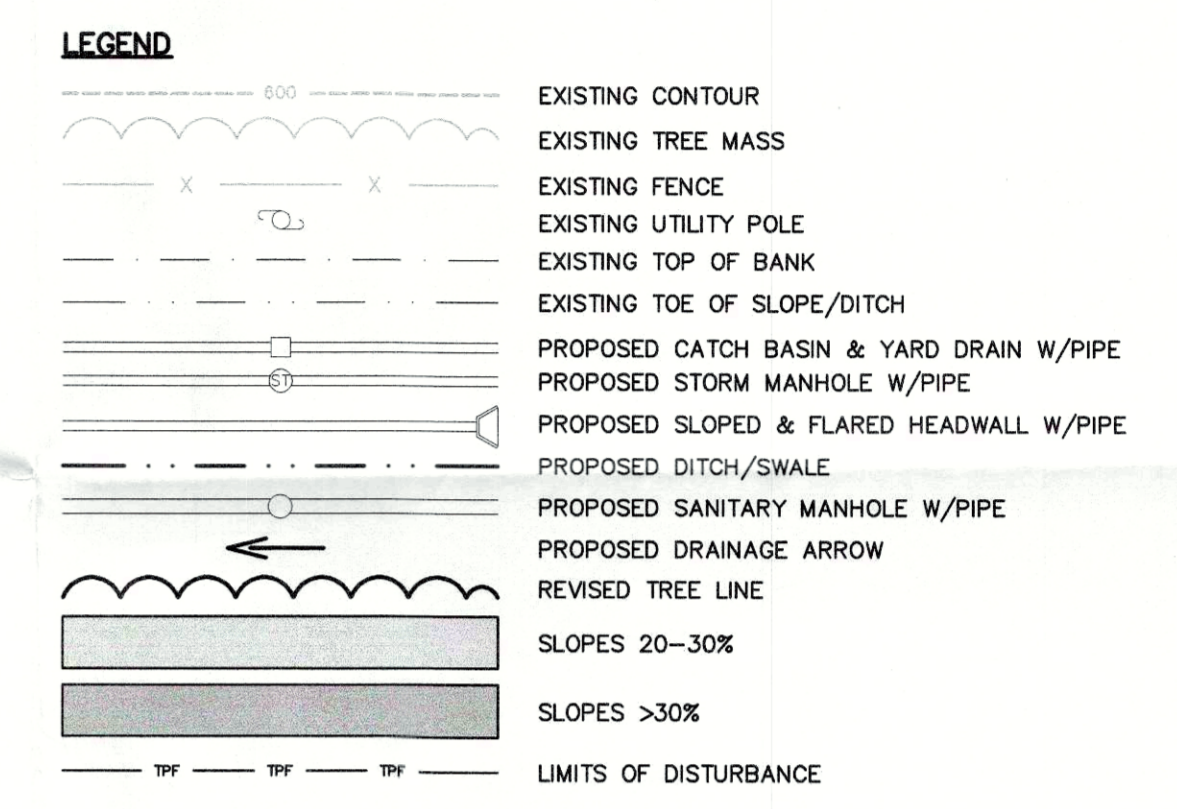 LEGEND
600 EXISTING CONTOUR
EXISTING TREE MASS
X X EXISTING FENCE
EXISTING UTILITY POLE
EXISTING TOP OF BANK
EXISTING TOE OF SLOPE/DITCH
PROPOSED CATCH BASIN & YARD DRAIN W/PIPE
ST PROPOSED STORM MANHOLE W/PIPE
PROPOSED SLOPED & FLARED HEADWALL W/PIPE
PROPOSED DITCH/SWALE
PROPOSED SANITARY MANHOLE W/PIPE
PROPOSED DRAINAGE ARROW
REVISED TREE LINE
SLOPES 20-30%
SLOPES >30%
TPF TPF TPF LIMITS OF DISTURBANCE